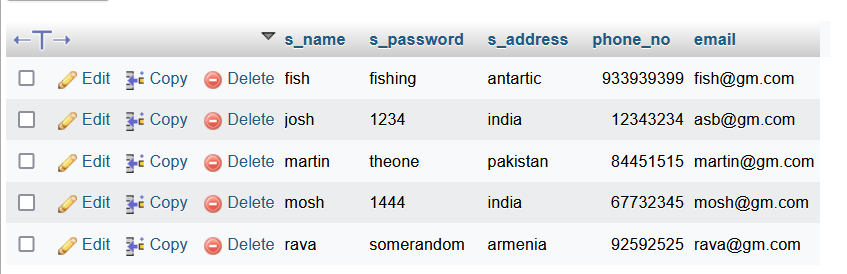 s_name s_password s_address phone_no email
Edit Copy Delete fish fishing antartic 933939399 fish@gm.com
Edit Copy Delete josh 1234 india 12343234 asb@gm.com
Edit Copy Delete martin theone pakistan 84451515 martin@gm.com
Edit Copy Delete mosh 1444 india 67732345 mosh@gm.com
Edit Copy Delete rava somerandom armenia 92592525 rava@gm.com